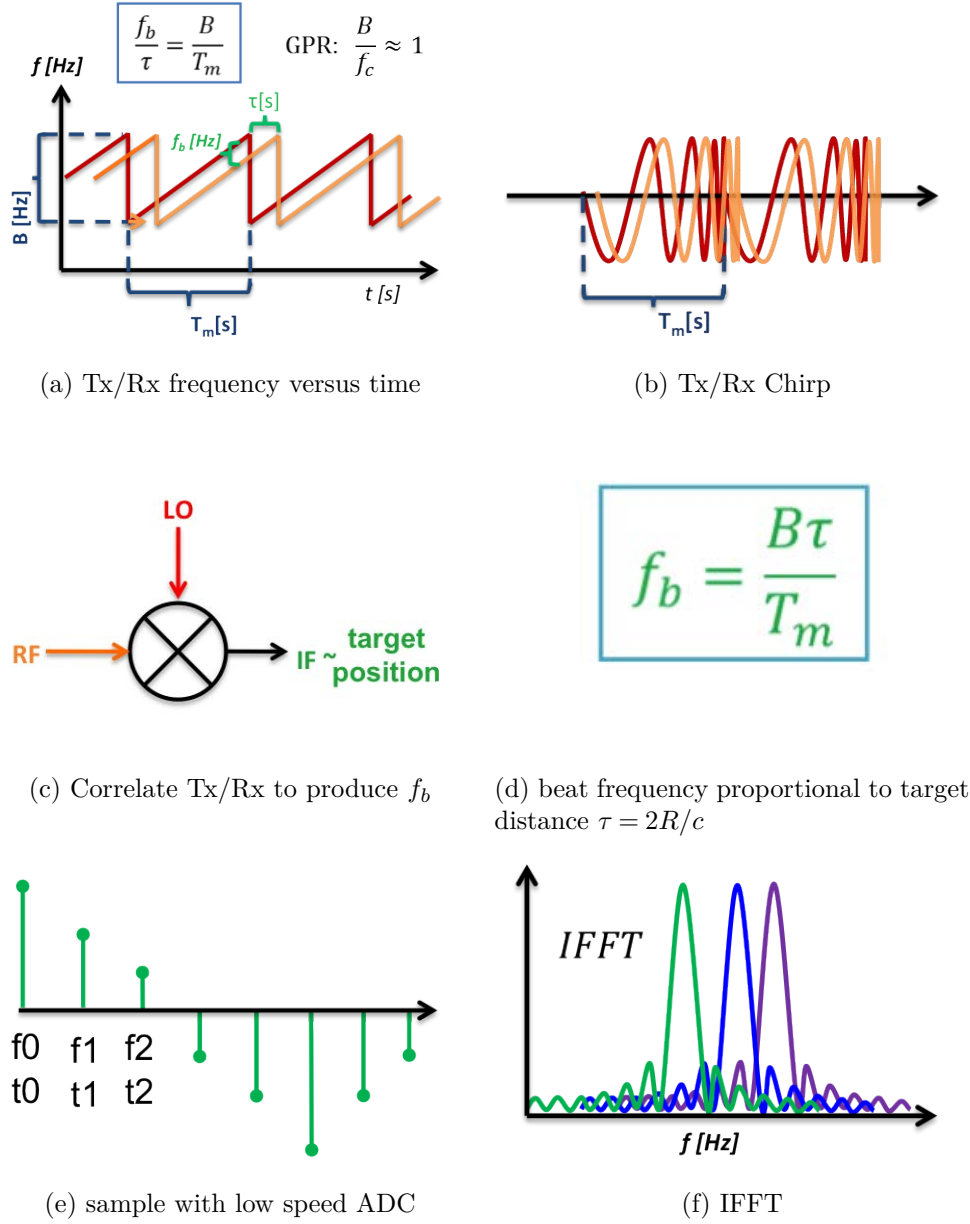 f_b/τ = B/T_m
GPR: B/f_c ≈ 1
f [Hz]
τ[s]
f_b [Hz]
B [Hz]
t [s]
T_m[s]
T_m[s]
(a) Tx/Rx frequency versus time
(b) Tx/Rx Chirp
LO
RF
IF ~ target position
f_b = Bτ/T_m
(c) Correlate Tx/Rx to produce f_b
(d) beat frequency proportional to target
distance τ = 2R/c
IFFT
f0 f1 f2
t0 t1 t2
f [Hz]
(e) sample with low speed ADC
(f) IFFT